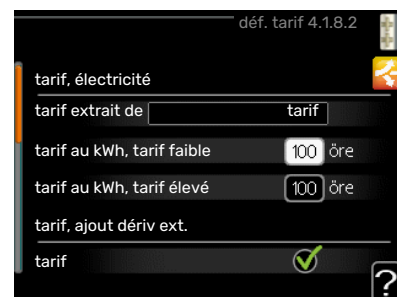 déf. tarif 4.1.8.2
tarif, électricité
tarif extrait de tarif
tarif au kWh, tarif faible 100 öre
tarif au kWh, tarif élevé 100 öre
tarif, ajout dériv ext.
tarif
?